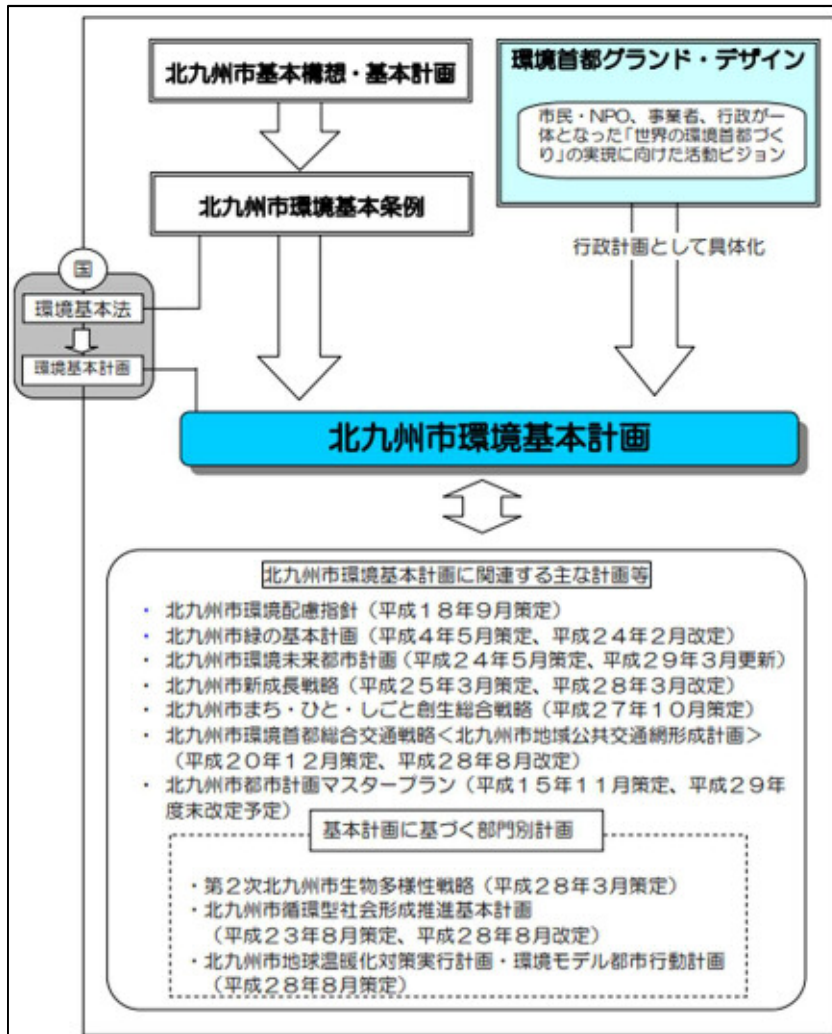 北九州市基本構想・基本計画
環境首都グランド・デザイン
市民・NPO、事業者、行政が一
体となった「世界の環境首都づく
り」の実現に向けた活動ビジョン
北九州市環境基本条例
行政計画として具体化
国
環境基本法
環境基本計画
北九州市環境基本計画
北九州市環境基本計画に関連する主な計画等
・ 北九州市環境配慮指針（平成18年9月策定）
・ 北九州市緑の基本計画（平成4年5月策定、平成24年2月改定）
・ 北九州市環境未来都市計画（平成24年5月策定、平成29年3月更新）
・ 北九州市新成長戦略（平成25年3月策定、平成28年3月改定）
・ 北九州市まち・ひと・しごと創生総合戦略（平成27年10月策定）
・ 北九州市環境首都総合交通戦略＜北九州市地域公共交通網形成計画＞
（平成20年12月策定、平成28年8月改定）
・ 北九州市都市計画マスタープラン（平成15年11月策定、平成29年
度末改定予定）
基本計画に基づく部門別計画
・第2次北九州市生物多様性戦略（平成28年3月策定）
・北九州市循環型社会形成推進基本計画
（平成23年8月策定、平成28年8月改定）
・北九州市地球温暖化対策実行計画・環境モデル都市行動計画
（平成28年8月策定）